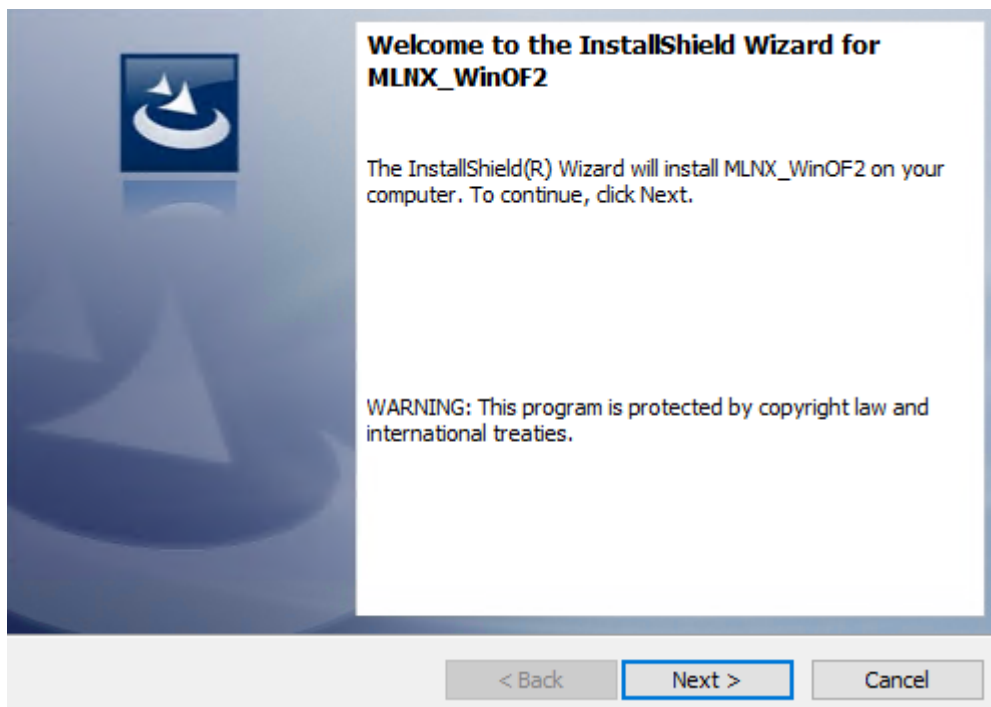 Welcome to the InstallShield Wizard for
MLNX_WinOF2
The InstallShield(R) Wizard will install MLNX_WinOF2 on your
computer. To continue, click Next.
WARNING: This program is protected by copyright law and
international treaties.
< Back
Next >
Cancel